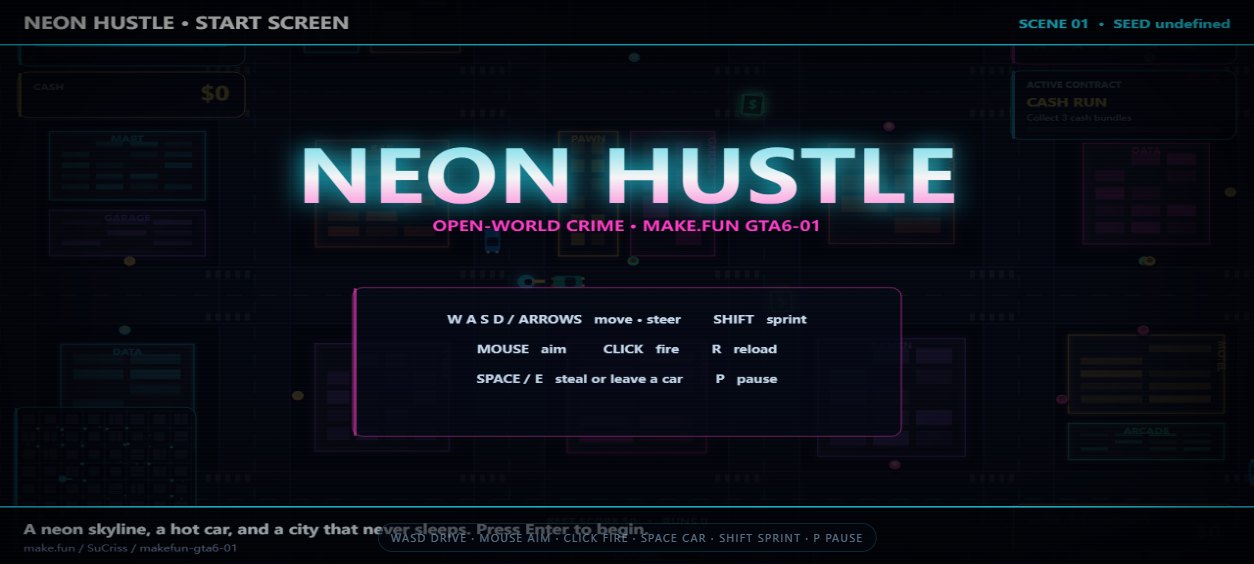 NEON HUSTLE • START SCREEN
SCENE 01 • SEED undefined
CASH
$0
ACTIVE CONTRACT
CASH RUN
Collect 3 cash bundles
$
MART
PAWN
DATA
GARAGE
NEON HUSTLE
OPEN-WORLD CRIME • MAKE.FUN GTA6-01
W A S D / ARROWS move • steer SHIFT sprint
MOUSE aim CLICK fire R reload
SPACE / E steal or leave a car P pause
DATA
MOTEL
ARCADE
A neon skyline, a hot car, and a city that never sleeps. Press Enter to begin.
make.fun / SuCriss / makefun-gta6-01
WASD DRIVE · MOUSE AIM · CLICK FIRE · SPACE CAR · SHIFT SPRINT · P PAUSE